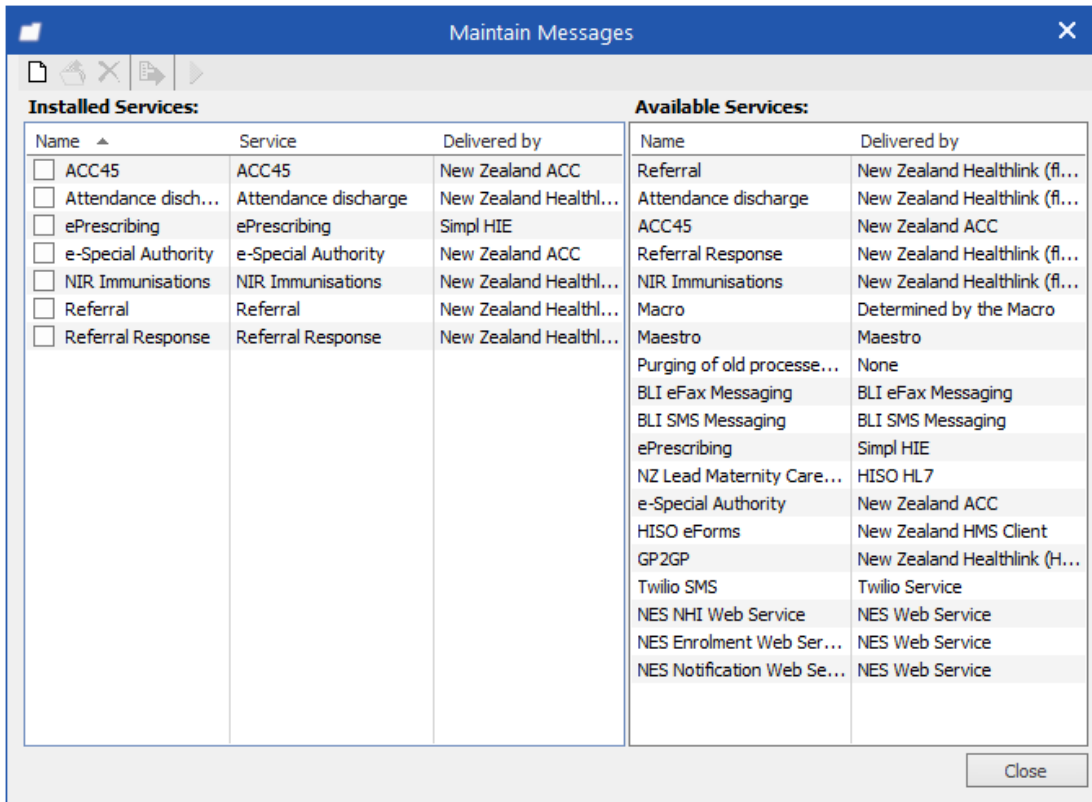 Maintain Messages
Installed Services:
Name Service Delivered by
ACC45 ACC45 New Zealand ACC
Attendance disch... Attendance discharge New Zealand Healthl...
ePrescribing ePrescribing Simpl HIE
e-Special Authority e-Special Authority New Zealand ACC
NIR Immunisations NIR Immunisations New Zealand Healthl...
Referral Referral New Zealand Healthl...
Referral Response Referral Response New Zealand Healthl...
Available Services:
Name Delivered by
Referral New Zealand Healthlink (fl...
Attendance discharge New Zealand Healthlink (fl...
ACC45 New Zealand ACC
Referral Response New Zealand Healthlink (fl...
NIR Immunisations New Zealand Healthlink (fl...
Macro Determined by the Macro
Maestro Maestro
Purging of old processe... None
BLI eFax Messaging BLI eFax Messaging
BLI SMS Messaging BLI SMS Messaging
ePrescribing Simpl HIE
NZ Lead Maternity Care... HISO HL7
e-Special Authority New Zealand ACC
HISO eForms New Zealand HMS Client
GP2GP New Zealand Healthlink (H...
Twilio SMS Twilio Service
NES NHI Web Service NES Web Service
NES Enrolment Web Ser... NES Web Service
NES Notification Web Se... NES Web Service
Close